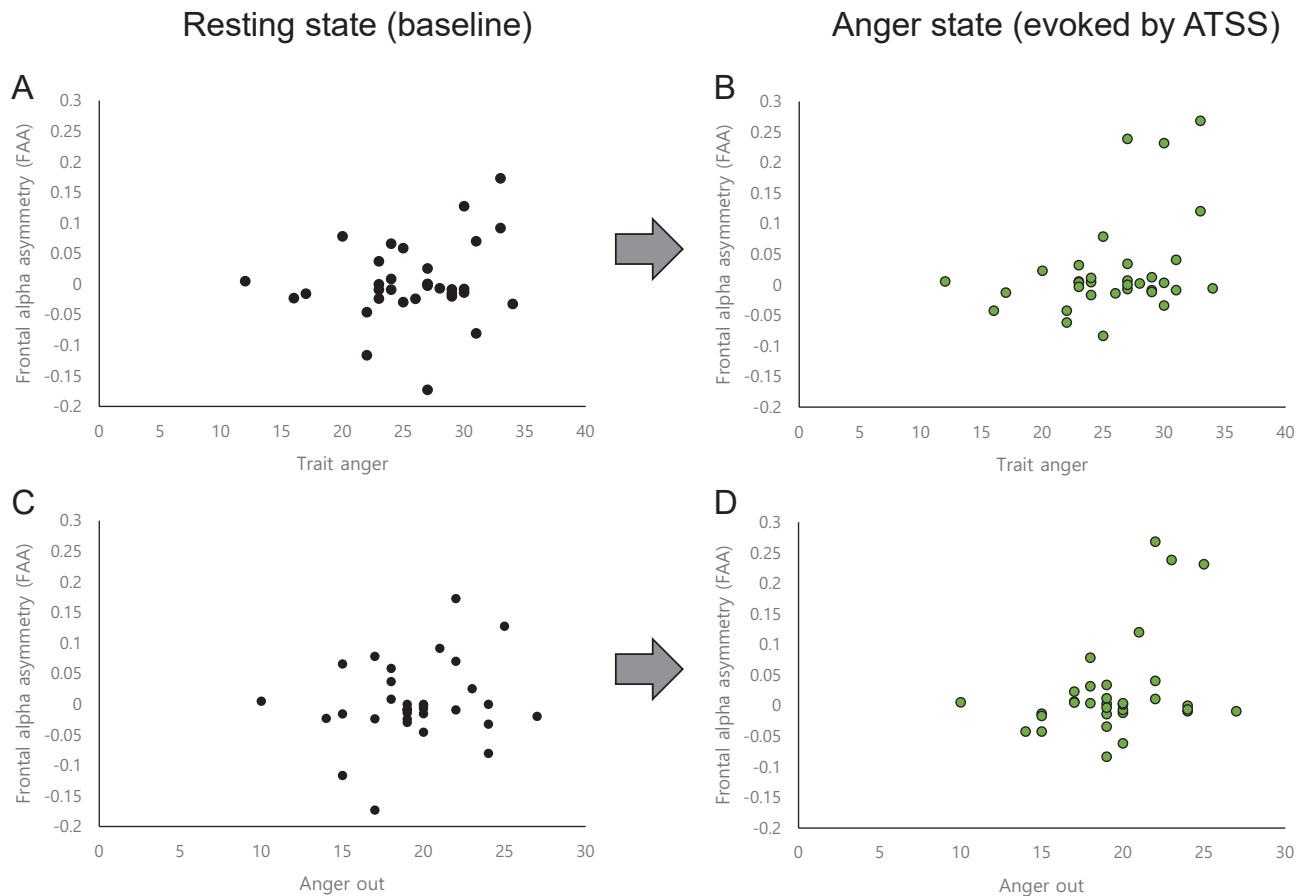 Resting state (baseline)
Anger state (evoked by ATSS)
A
Frontal alpha asymmetry (FAA)
0.3
0.25
0.2
0.15
0.1
0.05
0
-0.05
-0.1
-0.15
-0.2
0 5 10 15 20 25 30 35 40
Trait anger
B
Frontal alpha asymmetry (FAA)
0.3
0.25
0.2
0.15
0.1
0.05
0
-0.05
-0.1
-0.15
-0.2
0 5 10 15 20 25 30 35 40
Trait anger
C
Frontal alpha asymmetry (FAA)
0.3
0.25
0.2
0.15
0.1
0.05
0
-0.05
-0.1
-0.15
-0.2
0 5 10 15 20 25 30
Anger out
D
Frontal alpha asymmetry (FAA)
0.3
0.25
0.2
0.15
0.1
0.05
0
-0.05
-0.1
-0.15
-0.2
0 5 10 15 20 25 30
Anger out